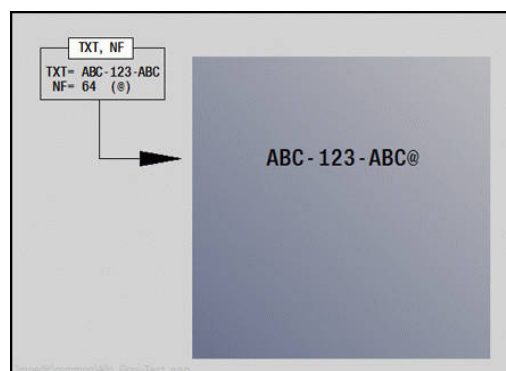 TXT, NF
TXT= ABC-123-ABC
NF= 64 (@)
ABC-123-ABC@